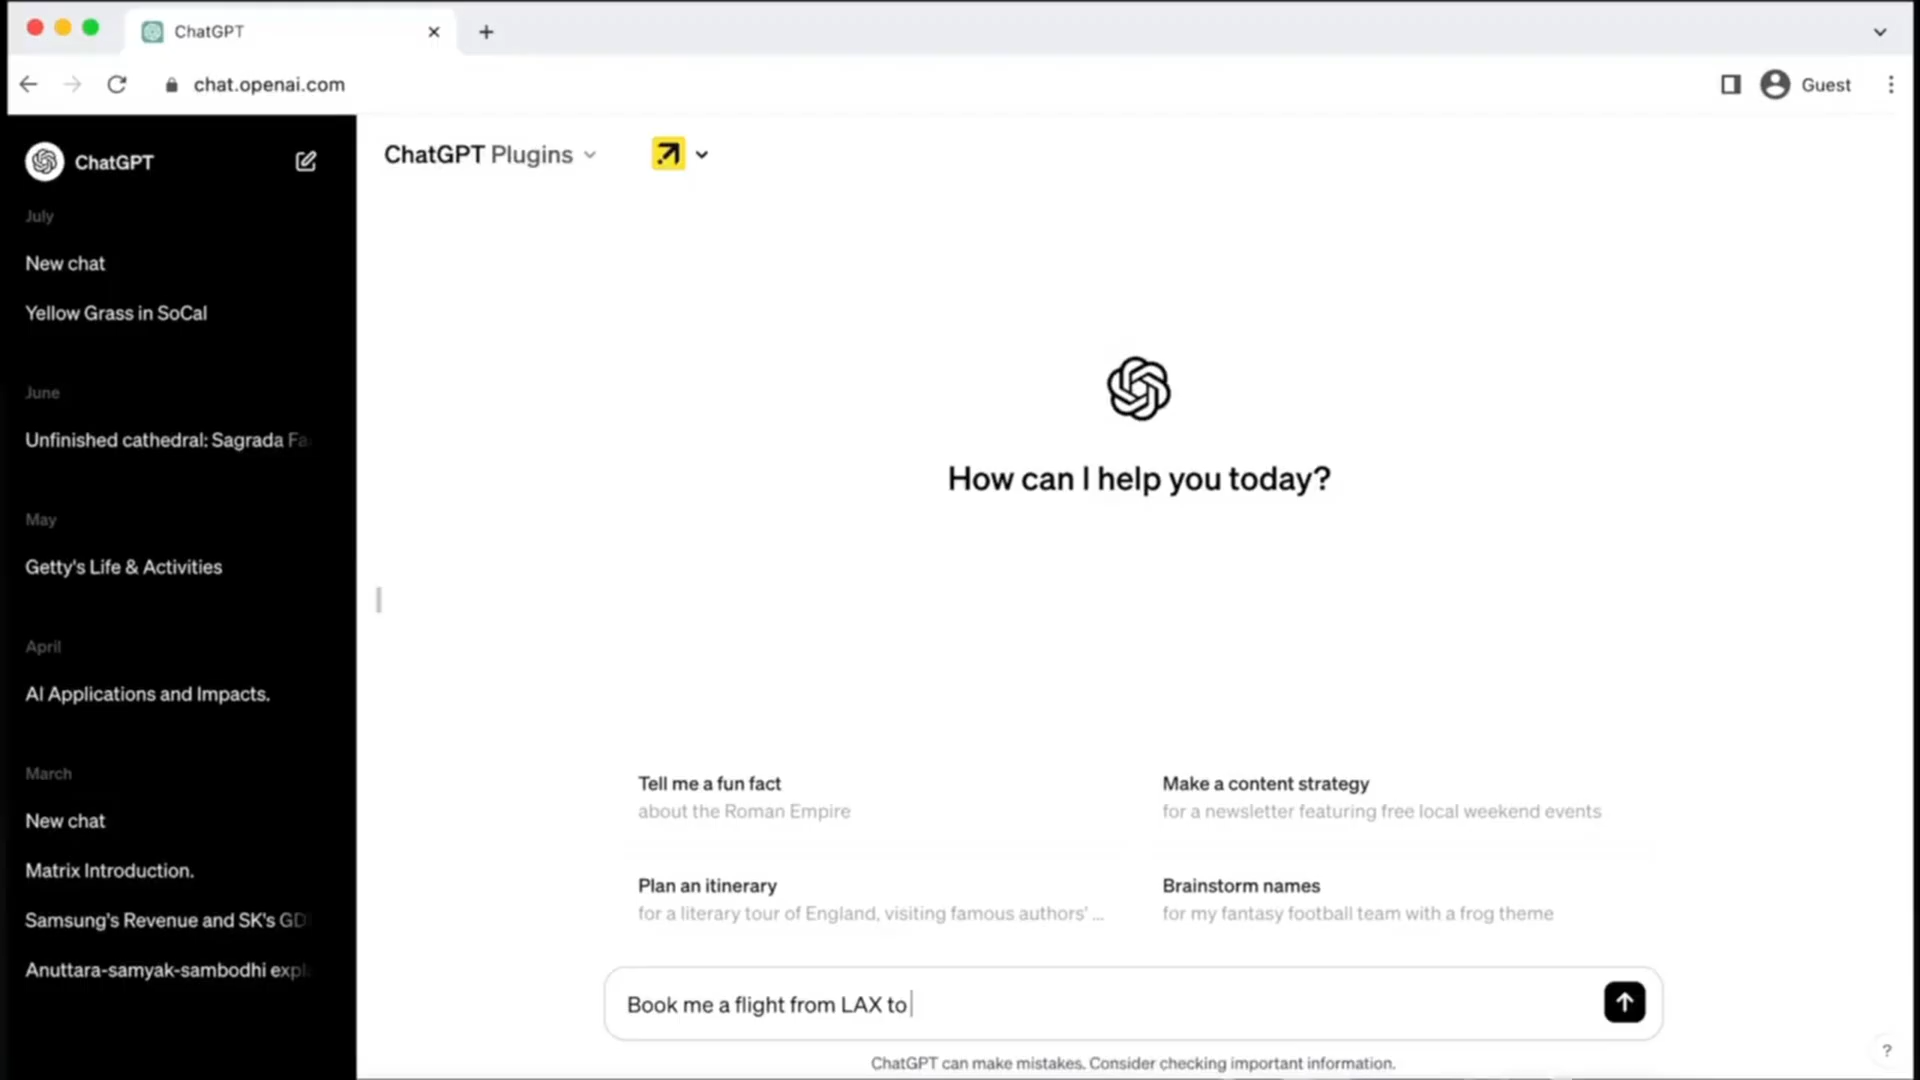 ChatGPT
chat.openai.com
Guest
ChatGPT
July
New chat
Yellow Grass in SoCal
June
Unfinished cathedral: Sagrada
May
Getty's Life & Activities
April
AI Applications and Impacts.
March
New chat
Matrix Introduction.
Samsung's Revenue and SK's GD
Anuttara-samyak-sambodhi expl
ChatGPT Plugins
How can I help you today?
Tell me a fun fact
about the Roman Empire
Make a content strategy
for a newsletter featuring free local weekend events
Plan an itinerary
for a literary tour of England, visiting famous authors' ...
Brainstorm names
for my fantasy football team with a frog theme
Book me a flight from LAX to
ChatGPT can make mistakes. Consider checking important information.
?